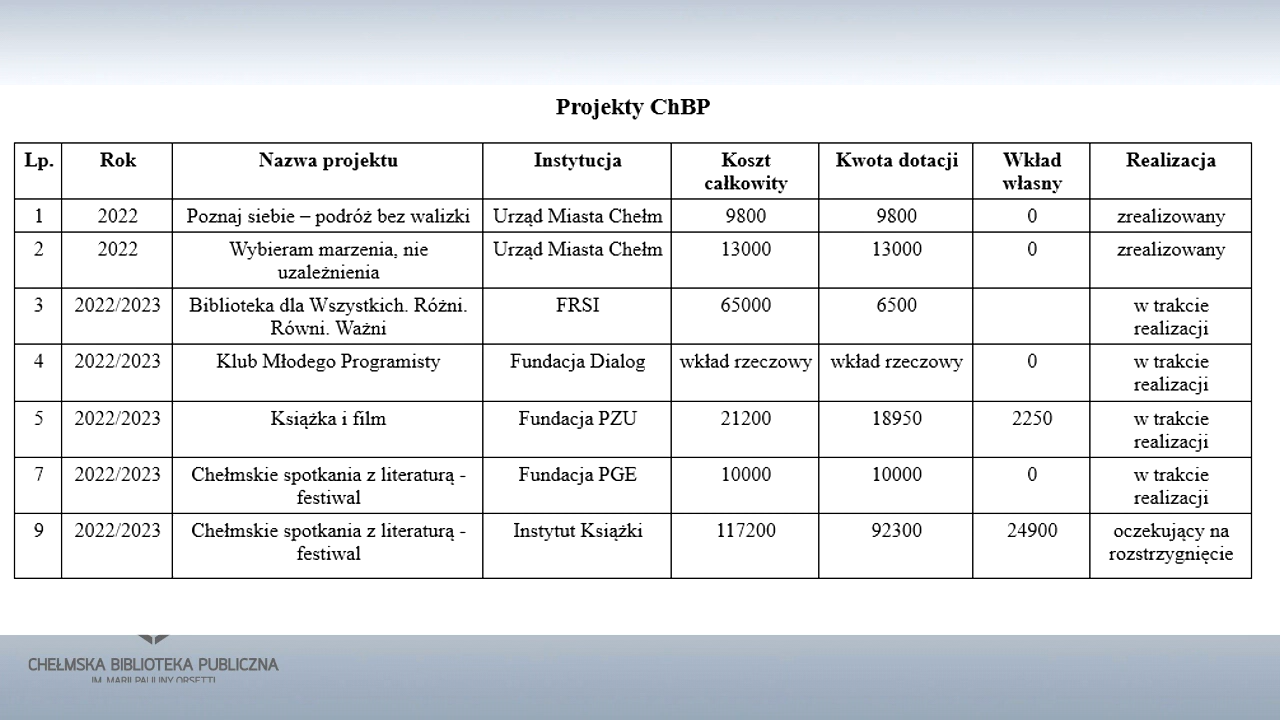 Projekty ChBP
Lp. Rok Nazwa projektu Instytucja Koszt całkowity Kwota dotacji Wkład własny Realizacja
1 2022 Poznaj siebie – podróż bez walizki Urząd Miasta Chełm 9800 9800 0 zrealizowany
2 2022 Wybieram marzenia, nie uzależnienia Urząd Miasta Chełm 13000 13000 0 zrealizowany
3 2022/2023 Biblioteka dla Wszystkich. Różni. Równi. Ważni FRSI 65000 6500 w trakcie realizacji
4 2022/2023 Klub Młodego Programisty Fundacja Dialog wkład rzeczowy wkład rzeczowy 0 w trakcie realizacji
5 2022/2023 Książka i film Fundacja PZU 21200 18950 2250 w trakcie realizacji
7 2022/2023 Chełmskie spotkania z literaturą - festiwal Fundacja PGE 10000 10000 0 w trakcie realizacji
9 2022/2023 Chełmskie spotkania z literaturą - festiwal Instytut Książki 117200 92300 24900 oczekujący na rozstrzygnięcie
CHEŁMSKA BIBLIOTEKA PUBLICZNA
IM. MARII PAULINY ORSETTI